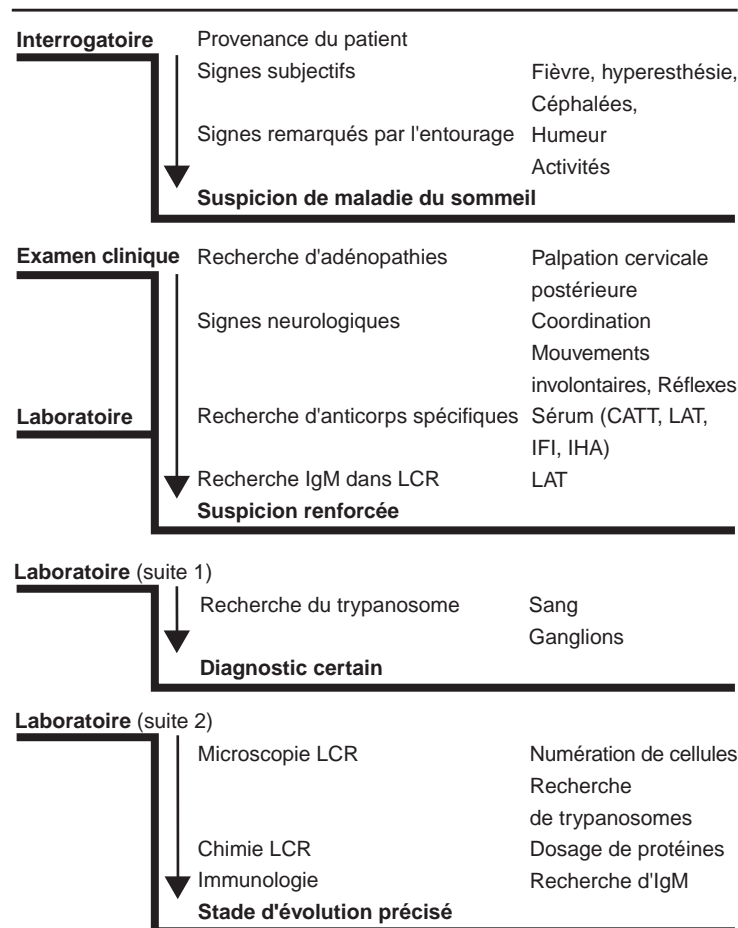 Interrogatoire Provenance du patient
Signes subjectifs Fièvre, hyperesthésie,
Céphalées,
Signes remarqués par l'entourage Humeur
Activités
Suspicion de maladie du sommeil
Examen clinique Recherche d'adénopathies Palpation cervicale
postérieure
Signes neurologiques Coordination
Mouvements
involontaires, Réflexes
Laboratoire Recherche d'anticorps spécifiques Sérum (CATT, LAT,
IFI, IHA)
Recherche IgM dans LCR LAT
Suspicion renforcée
Laboratoire (suite 1)
Recherche du trypanosome Sang
Ganglions
Diagnostic certain
Laboratoire (suite 2)
Microscopie LCR Numération de cellules
Recherche
de trypanosomes
Chimie LCR Dosage de protéines
Immunologie Recherche d'IgM
Stade d'évolution précisé